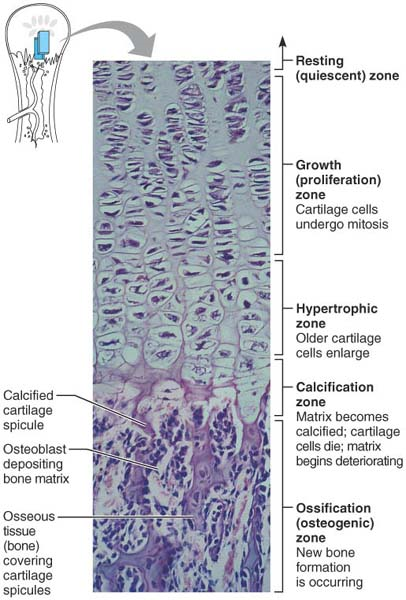 Resting
(quiescent) zone
Growth
(proliferation)
zone
Cartilage cells
undergo mitosis
Hypertrophic
zone
Older cartilage
cells enlarge
Calcification
zone
Matrix becomes
calcified; cartilage
cells die; matrix
begins deteriorating
Ossification
(osteogenic)
zone
New bone
formation
is occurring
Calcified
cartilage
spicule
Osteoblast
depositing
bone matrix
Osseous
tissue
(bone)
covering
cartilage
spicules